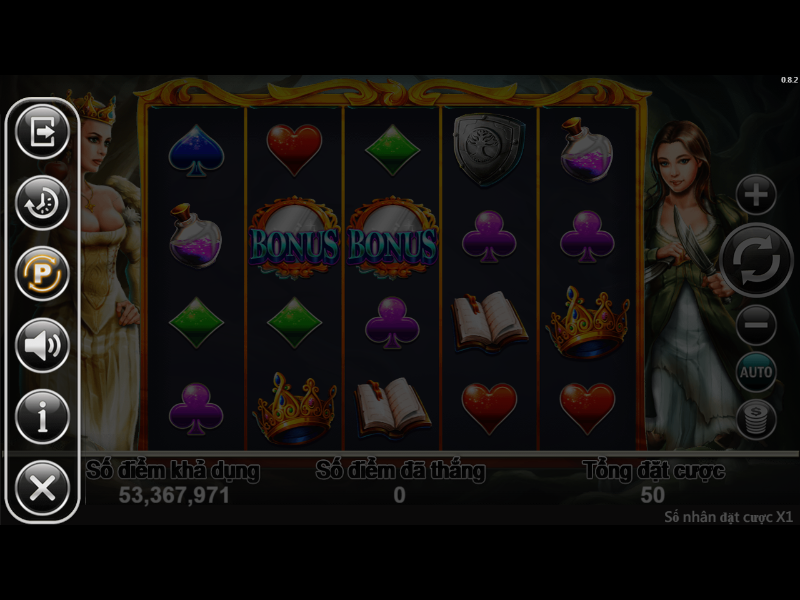 0.8.2
BONUS BONUS
P
AUTO
i
Số điểm khả dụng Số điểm đã thắng Tổng đặt cược
53,367,971 0 50
Số nhân đặt cược X1